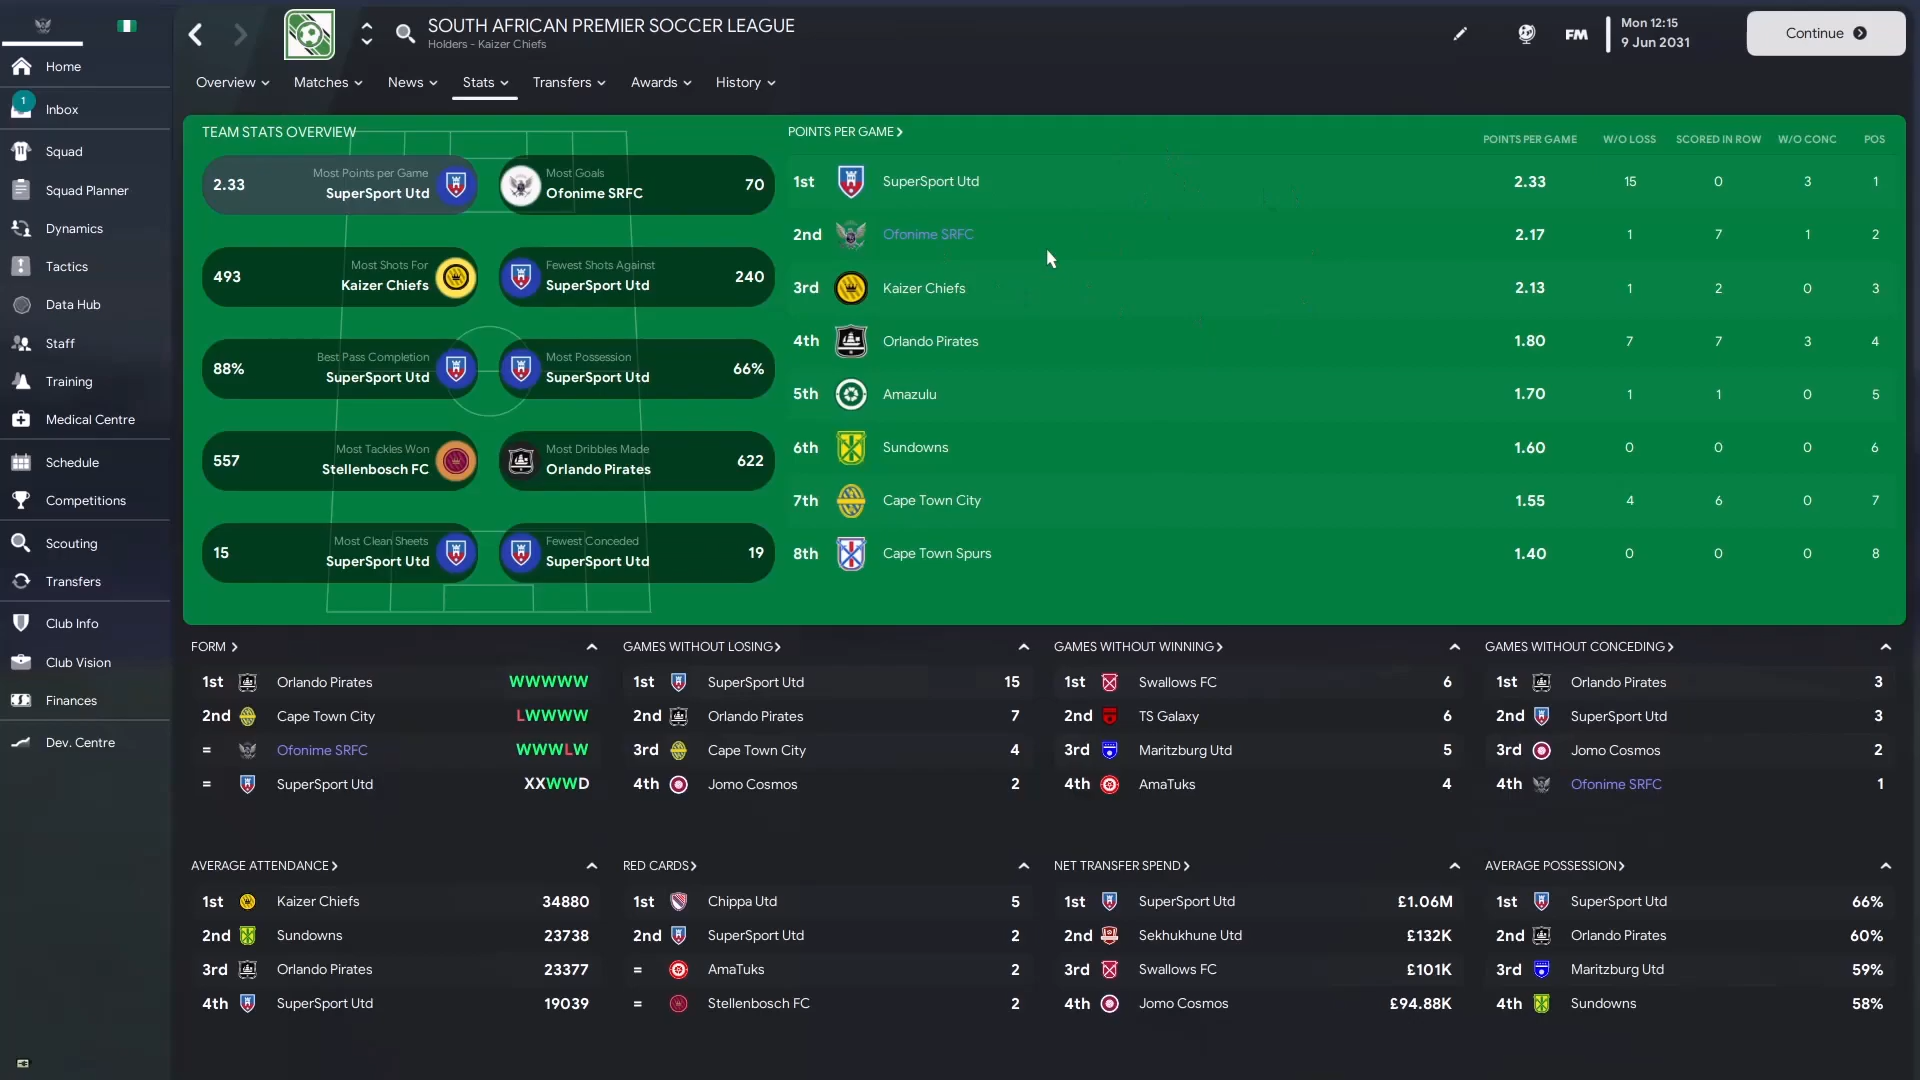 SOUTH AFRICAN PREMIER SOCCER LEAGUE
Holders - Kaizer Chiefs
FM
Mon 12:15
9 Jun 2031
Continue
Overview
Matches
News
Stats
Transfers
Awards
History
Home
1
Inbox
Squad
Squad Planner
Dynamics
Tactics
Data Hub
Staff
Training
Medical Centre
Schedule
Competitions
Scouting
Transfers
Club Info
Club Vision
Finances
Dev. Centre
TEAM STATS OVERVIEW
2.33 Most Points per Game
SuperSport Utd
Most Goals
Ofonime SRFC 70
493 Most Shots For
Kaizer Chiefs
Fewest Shots Against
SuperSport Utd 240
88% Best Pass Completion
SuperSport Utd
Most Possession
SuperSport Utd 66%
557 Most Tackles Won
Stellenbosch FC
Most Dribbles Made
Orlando Pirates 622
15 Most Clean Sheets
SuperSport Utd
Fewest Conceded
SuperSport Utd 19
POINTS PER GAME >
POINTS PER GAME W/O LOSS SCORED IN ROW W/O CONC POS
1st SuperSport Utd 2.33 15 0 3 1
2nd Ofonime SRFC 2.17 1 7 1 2
3rd Kaizer Chiefs 2.13 1 2 0 3
4th Orlando Pirates 1.80 7 7 3 4
5th Amazulu 1.70 1 1 0 5
6th Sundowns 1.60 0 0 0 6
7th Cape Town City 1.55 4 6 0 7
8th Cape Town Spurs 1.40 0 0 0 8
FORM >
1st Orlando Pirates WWWWW
2nd Cape Town City LWWWW
= Ofonime SRFC WWWLW
= SuperSport Utd XXWWD
GAMES WITHOUT LOSING >
1st SuperSport Utd 15
2nd Orlando Pirates 7
3rd Cape Town City 4
4th Jomo Cosmos 2
GAMES WITHOUT WINNING >
1st Swallows FC 6
2nd TS Galaxy 6
3rd Maritzburg Utd 5
4th AmaTuks 4
GAMES WITHOUT CONCEDING >
1st Orlando Pirates 3
2nd SuperSport Utd 3
3rd Jomo Cosmos 2
4th Ofonime SRFC 1
AVERAGE ATTENDANCE >
1st Kaizer Chiefs 34880
2nd Sundowns 23738
3rd Orlando Pirates 23377
4th SuperSport Utd 19039
RED CARDS >
1st Chippa Utd 5
2nd SuperSport Utd 2
= AmaTuks 2
= Stellenbosch FC 2
NET TRANSFER SPEND >
1st SuperSport Utd £1.06M
2nd Sekhukhune Utd £132K
3rd Swallows FC £101K
4th Jomo Cosmos £94.88K
AVERAGE POSSESSION >
1st SuperSport Utd 66%
2nd Orlando Pirates 60%
3rd Maritzburg Utd 59%
4th Sundowns 58%